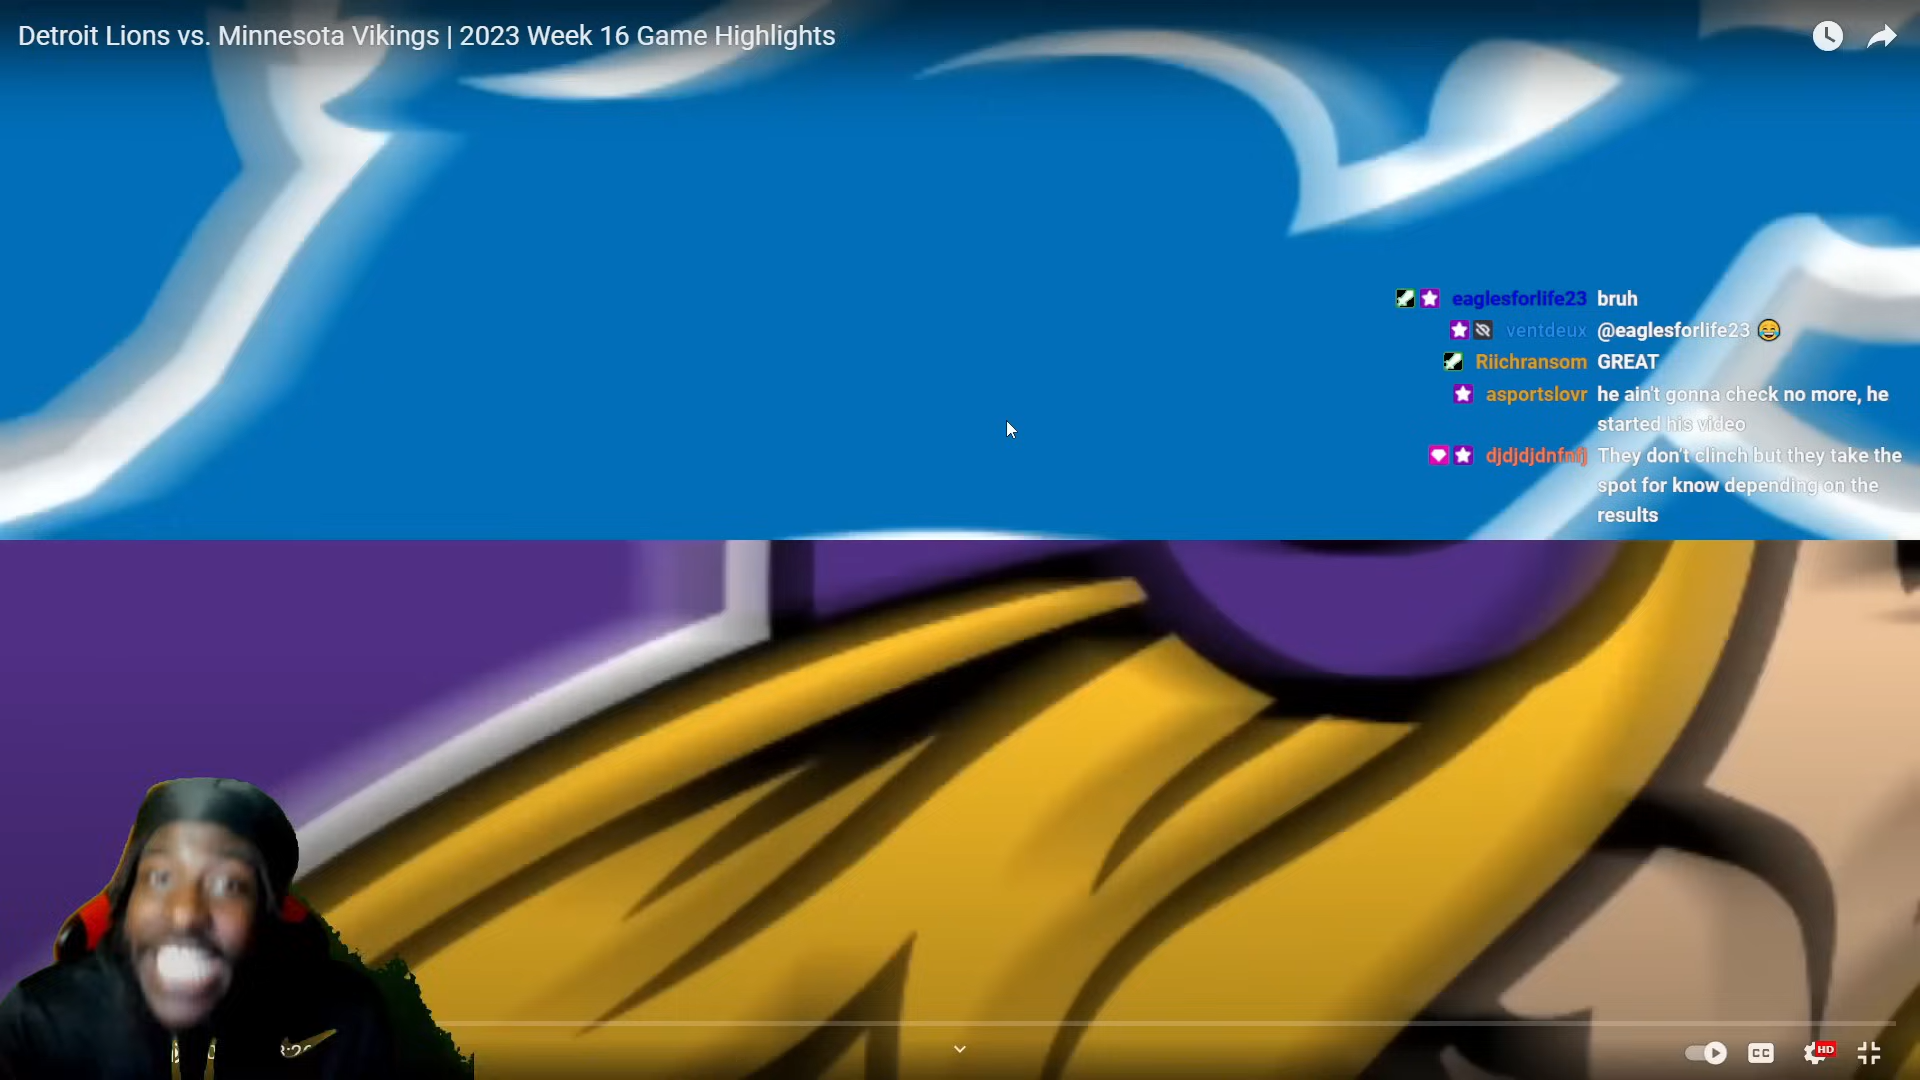 Detroit Lions vs. Minnesota Vikings | 2023 Week 16 Game Highlights
eaglesforlife23 bruh
ventdeux @eaglesforlife23 😂
Riichransom GREAT
asportslovr he ain't gonna check no more, he
started his video
djdjdjdnfnfj They don't clinch but they take the
spot for know depending on the
results
CC
HD